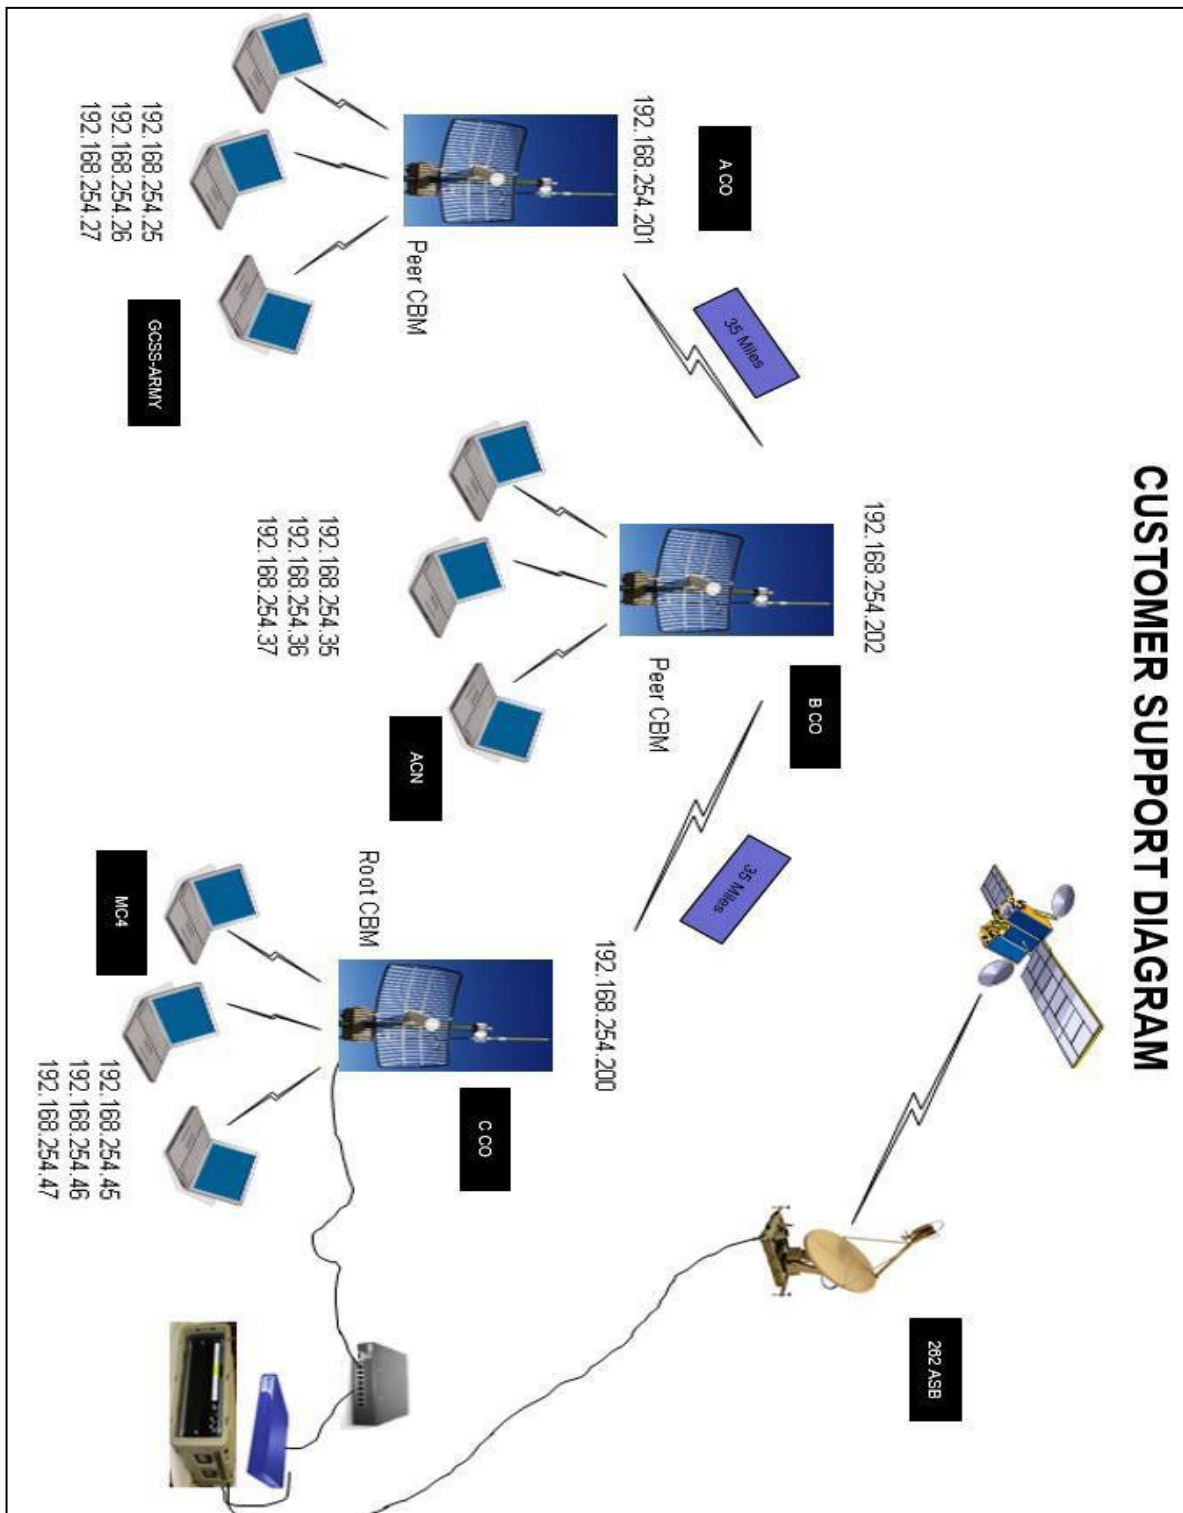 CUSTOMER SUPPORT DIAGRAM
A CO
192.168.254.201
35 Miles
Peer CBM
192.168.254.25
192.168.254.26
192.168.254.27
GCSS-ARMY
192.168.254.202
B CO
Peer CBM
35 Miles
192.168.254.35
192.168.254.36
192.168.254.37
ACN
192.168.254.200
Root CBM
C CO
MC4
192.168.254.45
192.168.254.46
192.168.254.47
262 ASB